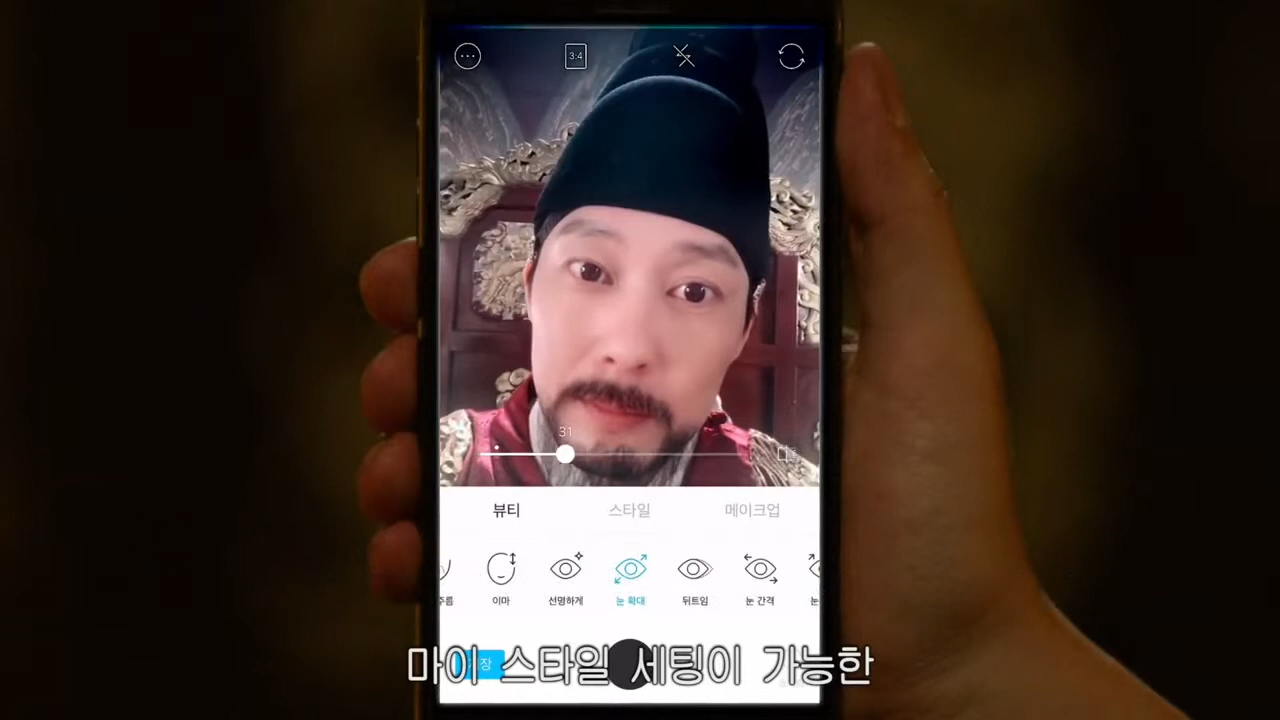 3:4
31
뷰티 스타일 메이크업
이마 선명하게 눈 확대 뒤트임 눈 간격
마이 스타일 세팅이 가능한